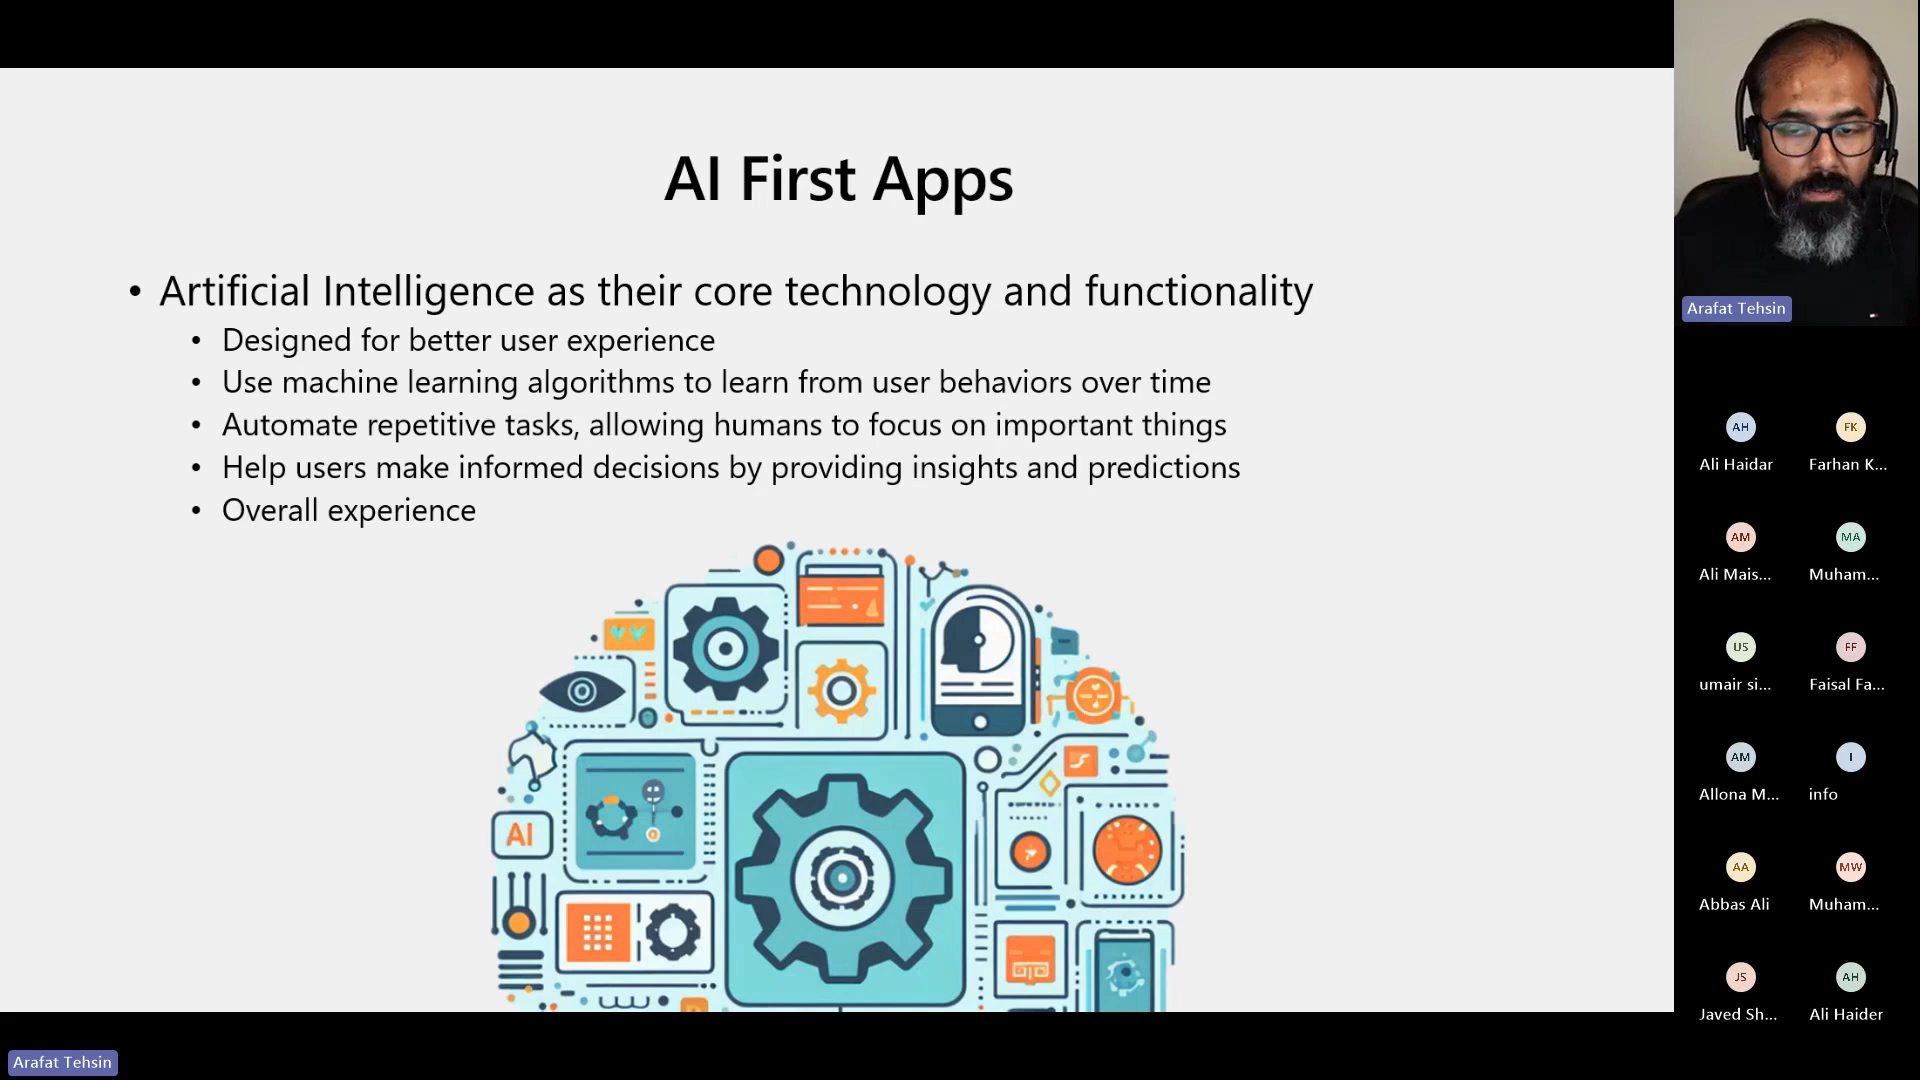 AI First Apps
• Artificial Intelligence as their core technology and functionality
• Designed for better user experience
• Use machine learning algorithms to learn from user behaviors over time
• Automate repetitive tasks, allowing humans to focus on important things
• Help users make informed decisions by providing insights and predictions
• Overall experience
AI
Arafat Tehsin
Arafat Tehsin
AH
FK
Ali Haidar
Farhan K...
AM
MA
Ali Mais...
Muham...
US
FF
umair si...
Faisal Fa...
AM
I
Allona M...
info
AA
MW
Abbas Ali
Muham...
JS
AH
Javed Sh...
Ali Haider